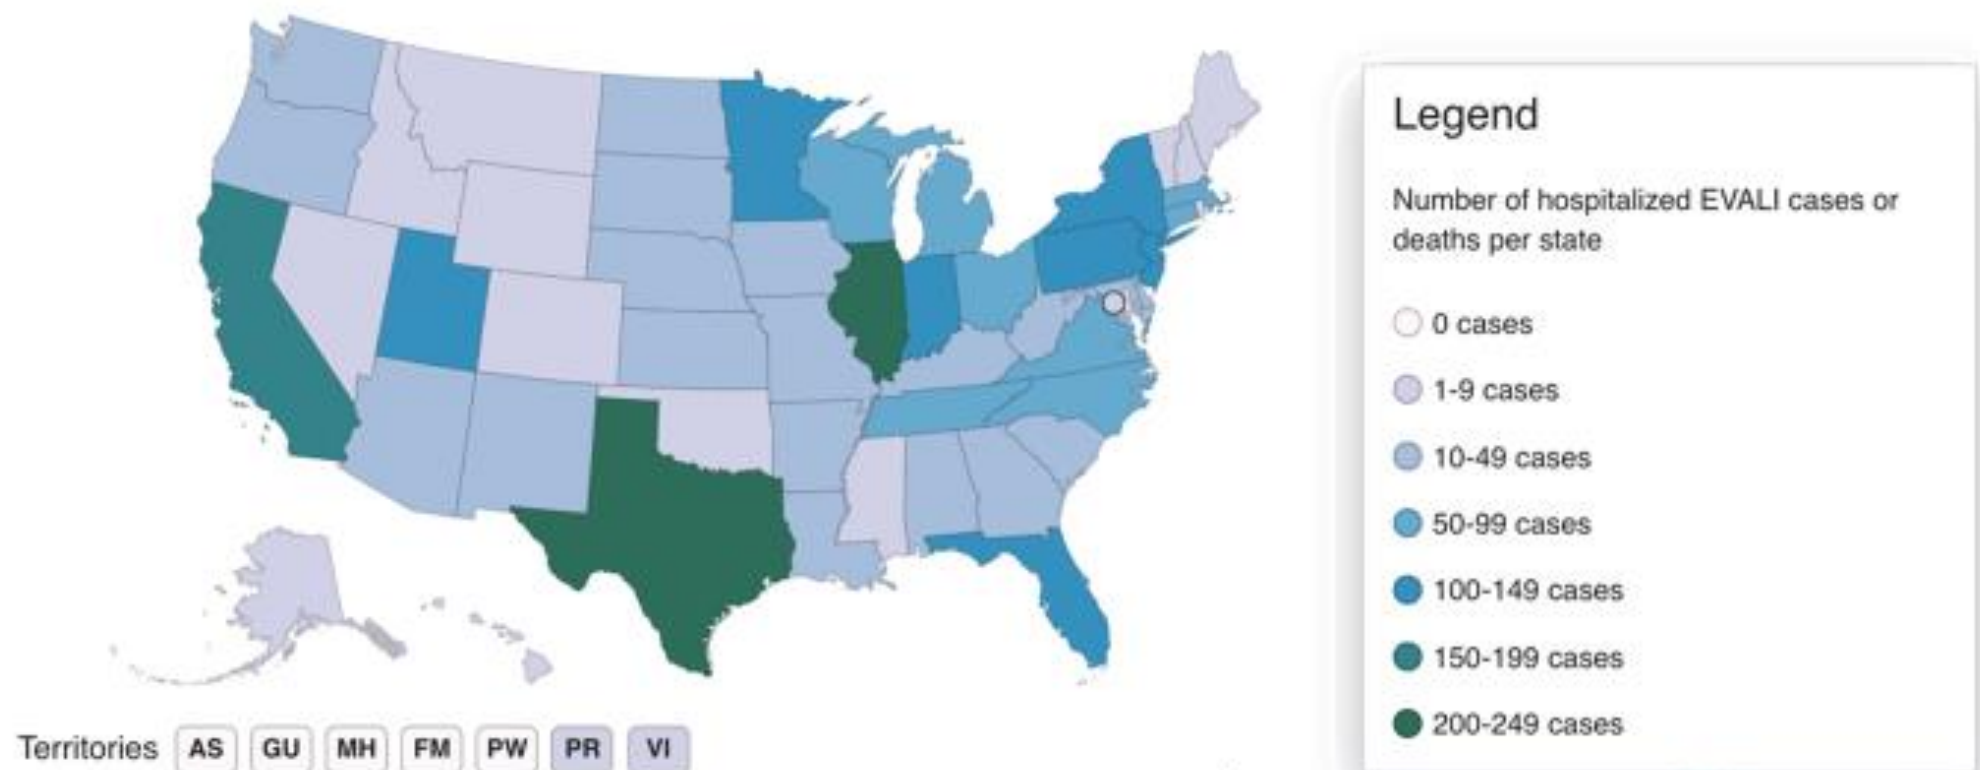 Legend
Number of hospitalized EVALI cases or
deaths per state
0 cases
1-9 cases
10-49 cases
50-99 cases
100-149 cases
150-199 cases
200-249 cases
Territories AS GU MH FM PW PR VI